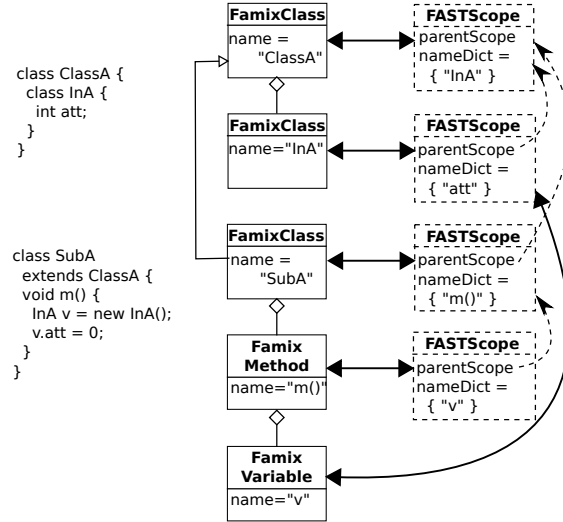 class ClassA {
class InA {
int att;
}
}
class SubA
extends ClassA {
void m() {
InA v = new InA();
v.att = 0;
}
}
FamixClass
name =
"ClassA"
FASTScope
parentScope
nameDict =
{ "InA" }
FamixClass
name="InA"
FASTScope
parentScope
nameDict =
{ "att" }
FamixClass
name =
"SubA"
FASTScope
parentScope
nameDict =
{ "m()" }
Famix
Method
name="m()"
FASTScope
parentScope
nameDict =
{ "v" }
Famix
Variable
name="v"